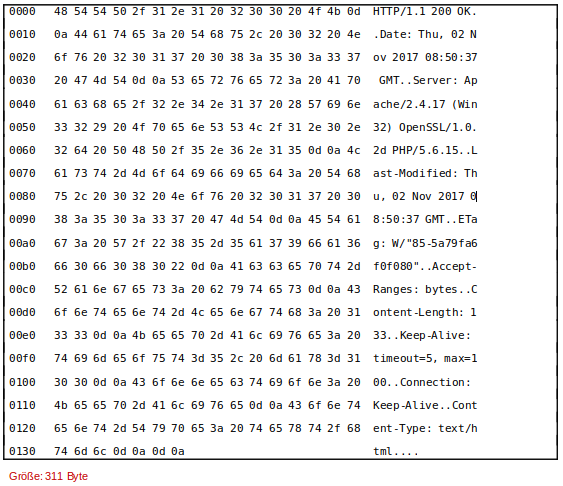 0000 48 54 54 50 2f 31 2e 31 20 32 30 30 20 4f 4b 0d HTTP/1.1 200 OK.
0010 0a 44 61 74 65 3a 20 54 68 75 2c 20 30 32 20 4e .Date: Thu, 02 N
0020 6f 76 20 32 30 31 37 20 30 38 3a 35 30 3a 33 37 ov 2017 08:50:37
0030 20 47 4d 54 0d 0a 53 65 72 76 65 72 3a 20 41 70 GMT..Server: Ap
0040 61 63 68 65 2f 32 2e 34 2e 31 37 20 28 57 69 6e ache/2.4.17 (Win
0050 33 32 29 20 4f 70 65 6e 53 53 4c 2f 31 2e 30 2e 32) OpenSSL/1.0.
0060 32 64 20 50 48 50 2f 35 2e 36 2e 31 35 0d 0a 4c 2d PHP/5.6.15..L
0070 61 73 74 2d 4d 6f 64 69 66 69 65 64 3a 20 54 68 ast-Modified: Th
0080 75 2c 20 30 32 20 4e 6f 76 20 32 30 31 37 20 30 u, 02 Nov 2017 0
0090 38 3a 35 30 3a 33 37 20 47 4d 54 0d 0a 45 54 61 8:50:37 GMT..ETa
00a0 67 3a 20 57 2f 22 38 35 2d 35 61 37 39 66 61 36 g: W/"85-5a79fa6
00b0 66 30 66 30 38 30 22 0d 0a 41 63 63 65 70 74 2d f0f080"..Accept-
00c0 52 61 6e 67 65 73 3a 20 62 79 74 65 73 0d 0a 43 Ranges: bytes..C
00d0 6f 6e 74 65 6e 74 2d 4c 65 6e 67 74 68 3a 20 31 ontent-Length: 1
00e0 33 33 0d 0a 4b 65 65 70 2d 41 6c 69 76 65 3a 20 33..Keep-Alive:
00f0 74 69 6d 65 6f 75 74 3d 35 2c 20 6d 61 78 3d 31 timeout=5, max=1
0100 30 30 0d 0a 43 6f 6e 6e 65 63 74 69 6f 6e 3a 20 00..Connection:
0110 4b 65 65 70 2d 41 6c 69 76 65 0d 0a 43 6f 6e 74 Keep-Alive..Cont
0120 65 6e 74 2d 54 79 70 65 3a 20 74 65 78 74 2f 68 ent-Type: text/h
0130 74 6d 6c 0d 0a 0d 0a tml....
Größe: 311 Byte